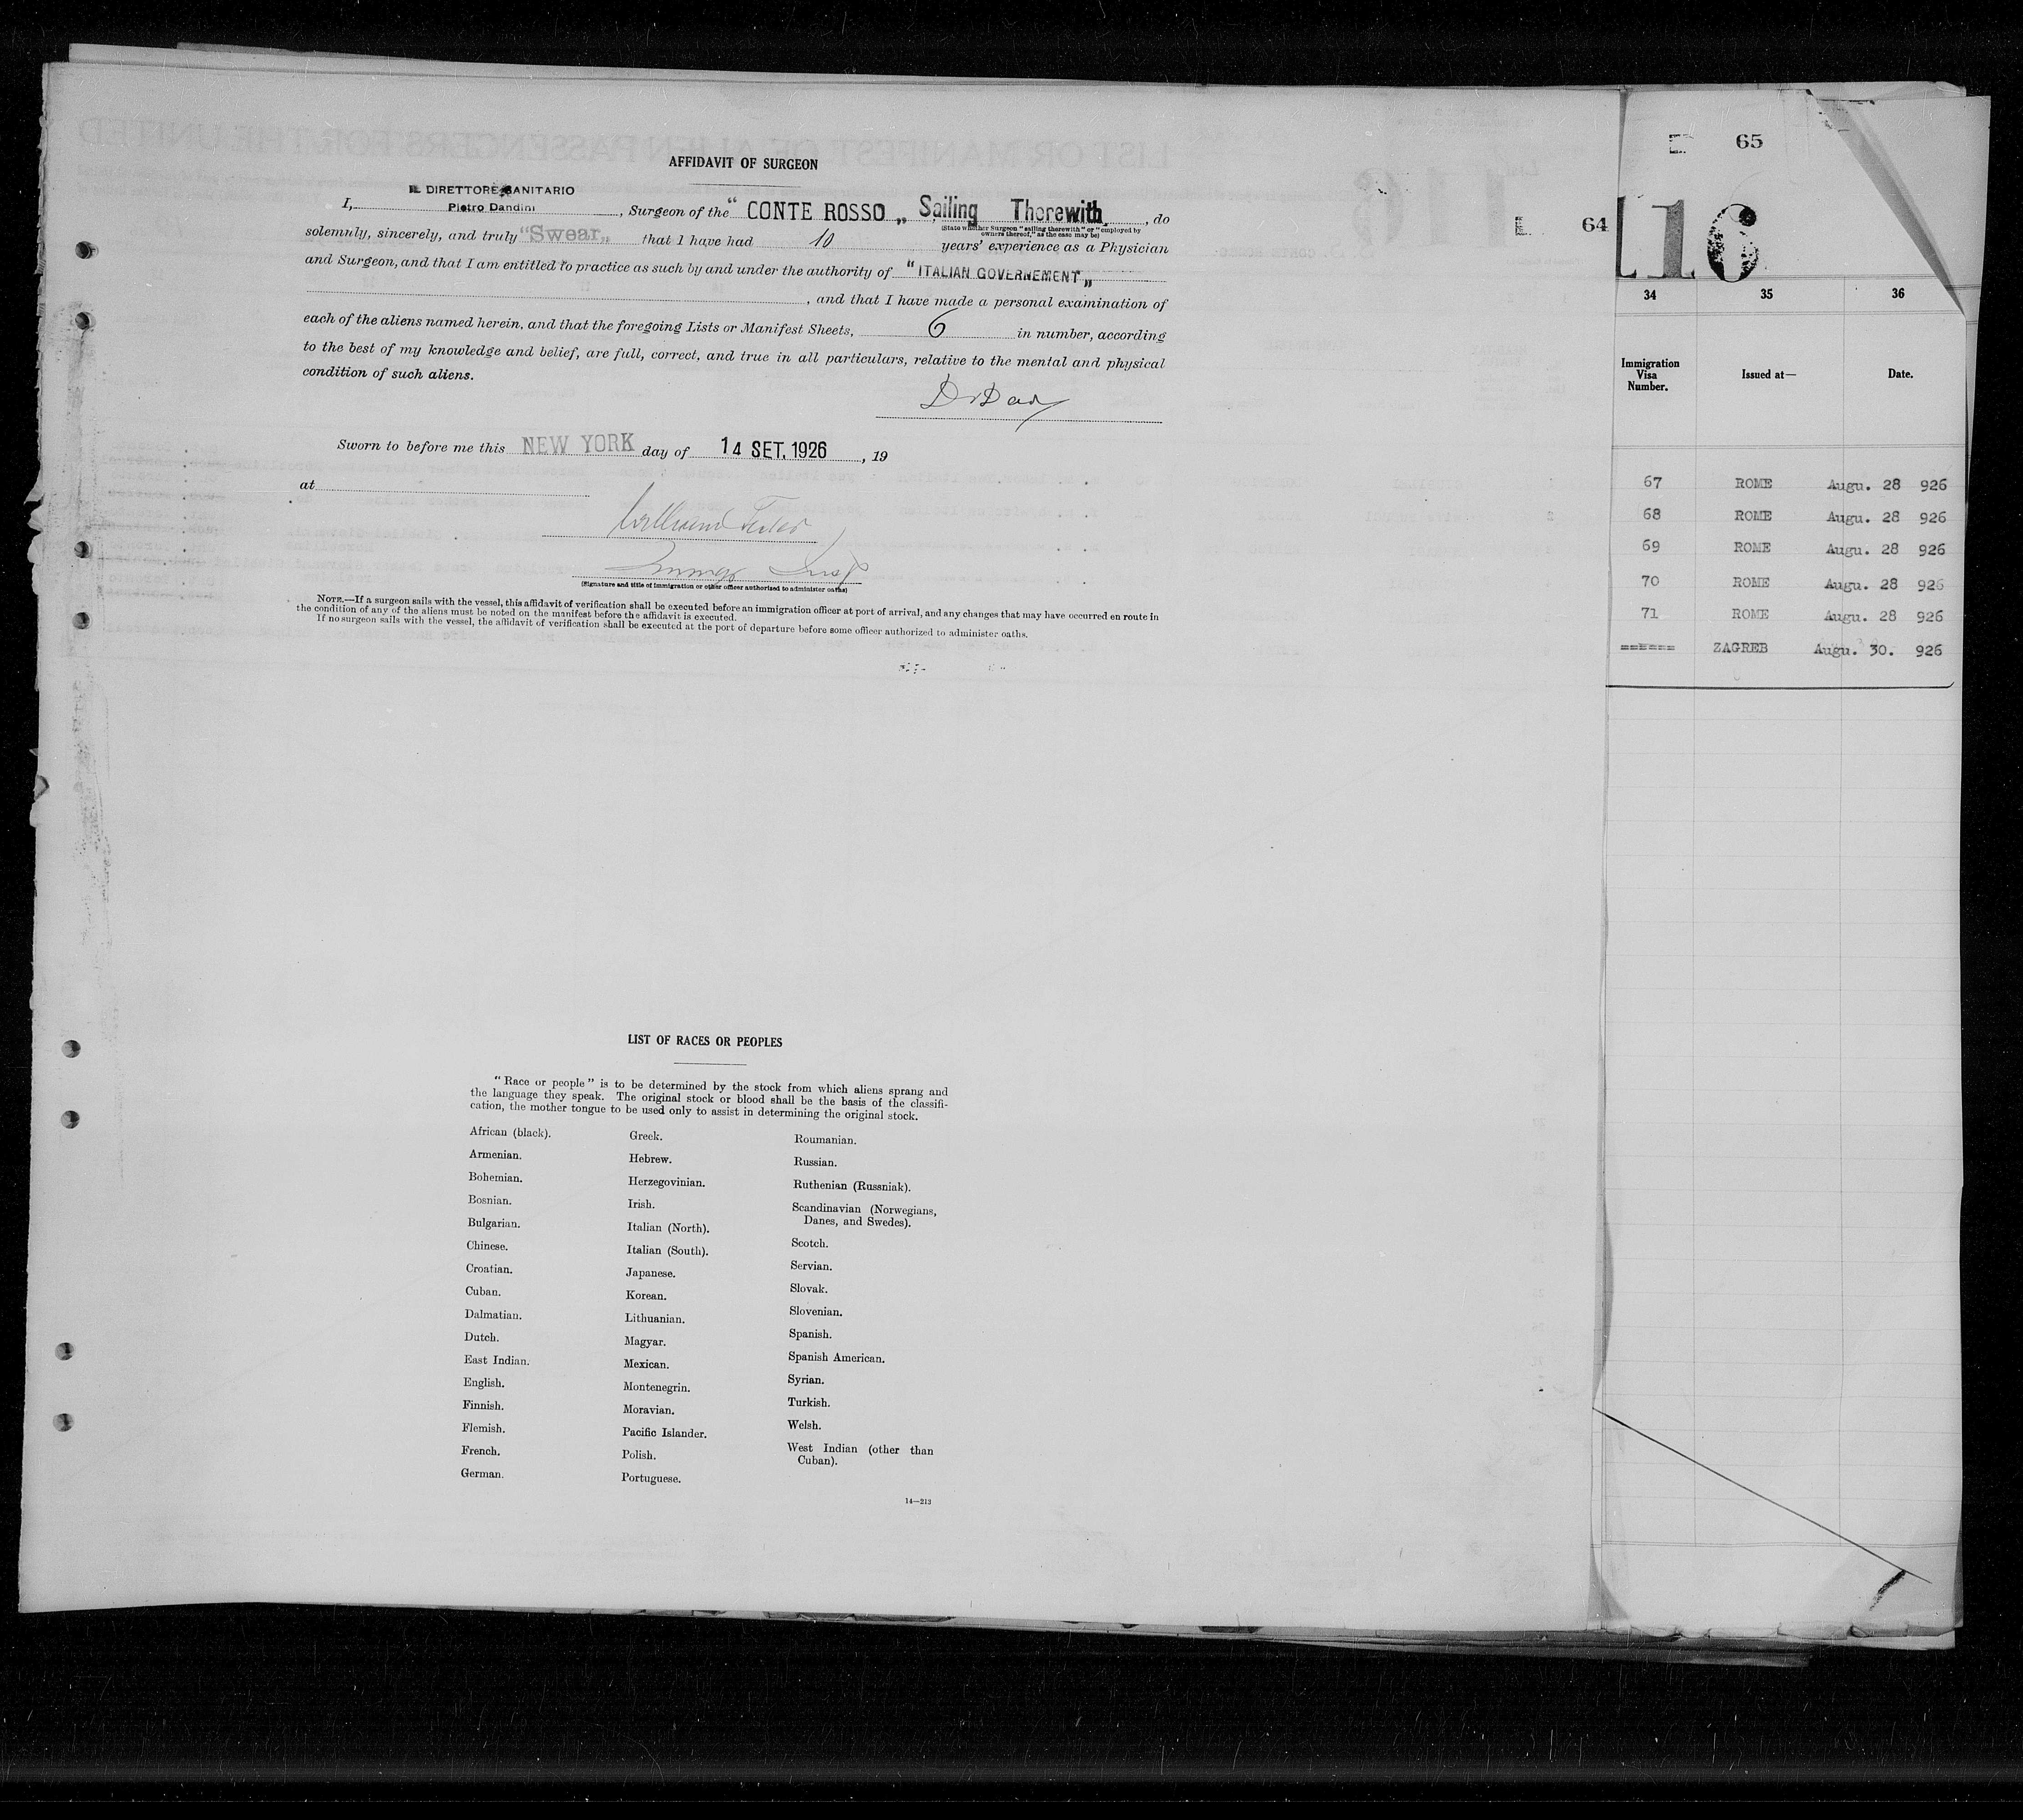 AFFIDAVIT OF SURGEON
IL DIRETTORE SANITARIO
Pietro Dandini
I, , Surgeon of the “ CONTE ROSSO „ Sailing Therewith , do
(State whether Surgeon “sailing therewith” or “employed by
owners thereof,” as the case may be)
solemnly, sincerely, and truly “Swear„ that I have had 10 years’ experience as a Physician
and Surgeon, and that I am entitled to practice as such by and under the authority of “ITALIAN GOVERNEMENT„
, and that I have made a personal examination of
each of the aliens named herein, and that the foregoing Lists or Manifest Sheets, 6 in number, according
to the best of my knowledge and belief, are full, correct, and true in all particulars, relative to the mental and physical
condition of such aliens.
Sworn to before me this NEW YORK day of 14 SET. 1926 , 19
at
(Signature and title of immigration or other officer authorized to administer oaths)
NOTE.—If a surgeon sails with the vessel, this affidavit of verification shall be executed before an immigration officer at port of arrival, and any changes that may have occurred en route in
the condition of any of the aliens must be noted on the manifest before the affidavit is executed.
If no surgeon sails with the vessel, the affidavit of verification shall be executed at the port of departure before some officer authorized to administer oaths.
LIST OF RACES OR PEOPLES
“Race or people” is to be determined by the stock from which aliens sprang and
the language they speak. The original stock or blood shall be the basis of the classifi-
cation, the mother tongue to be used only to assist in determining the original stock.
African (black).
Armenian.
Bohemian.
Bosnian.
Bulgarian.
Chinese.
Croatian.
Cuban.
Dalmatian.
Dutch.
East Indian.
English.
Finnish.
Flemish.
French.
German.
Greek.
Hebrew.
Herzegovinian.
Irish.
Italian (North).
Italian (South).
Japanese.
Korean.
Lithuanian.
Magyar.
Mexican.
Montenegrin.
Moravian.
Pacific Islander.
Polish.
Portuguese.
Roumanian.
Russian.
Ruthenian (Russniak).
Scandinavian (Norwegians,
Danes, and Swedes).
Scotch.
Servian.
Slovak.
Slovenian.
Spanish.
Spanish American.
Syrian.
Turkish.
Welsh.
West Indian (other than
Cuban).
14—213
65
64
116
34 35 36
Immigration
Visa
Number.
Issued at—
Date.
67 ROME Augu. 28 926
68 ROME Augu. 28 926
69 ROME Augu. 28 926
70 ROME Augu. 28 926
71 ROME Augu. 28 926
====== ZAGREB Augu. 30. 926